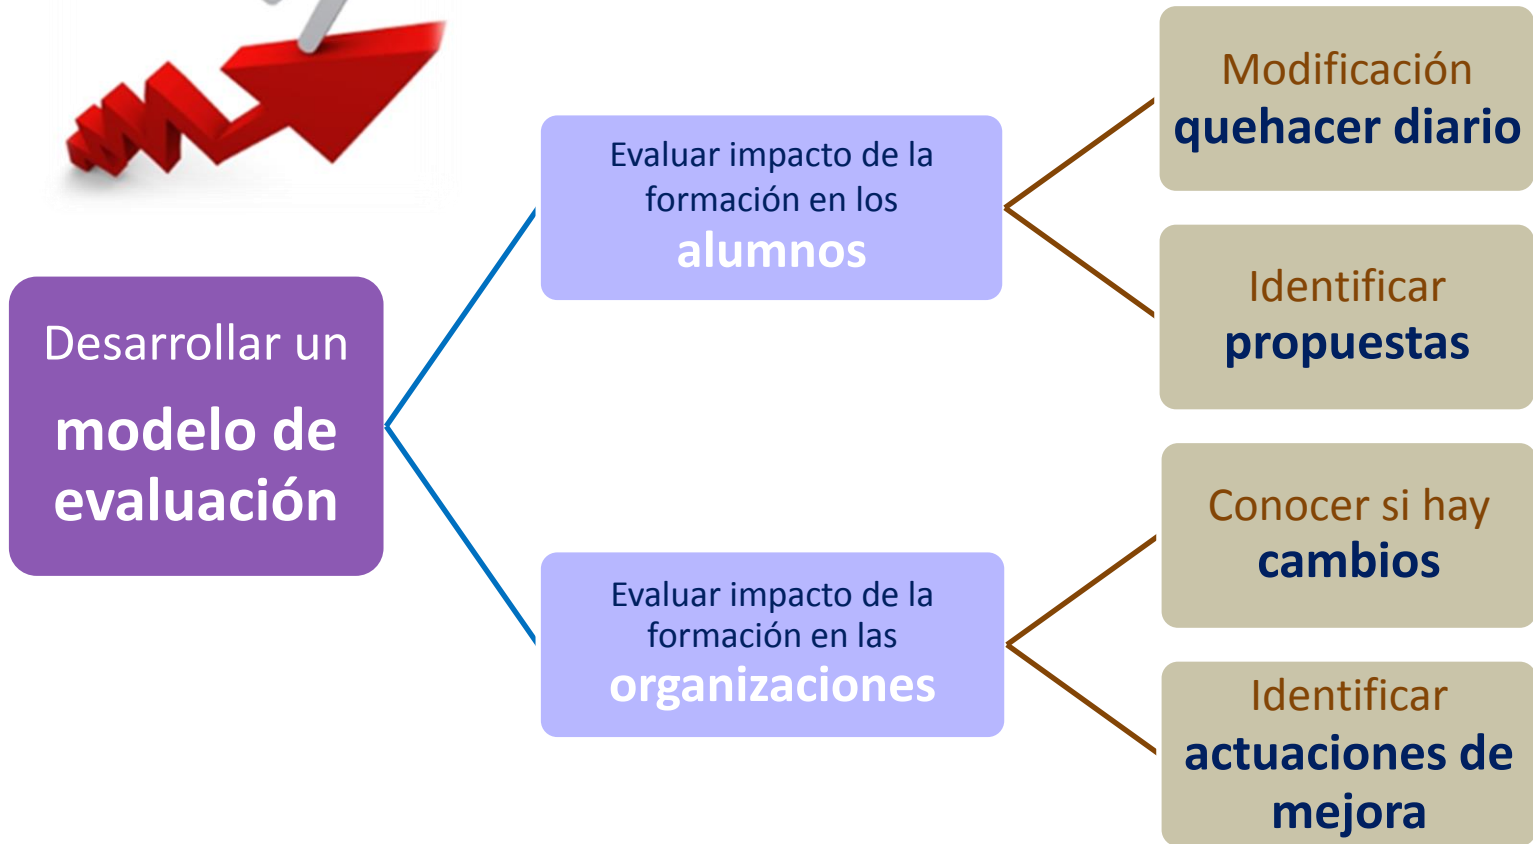 Desarrollar un
modelo de
evaluación
Evaluar impacto de la
formación en los
alumnos
Modificación
quehacer diario
Identificar
propuestas
Evaluar impacto de la
formación en las
organizaciones
Conocer si hay
cambios
Identificar
actuaciones de
mejora